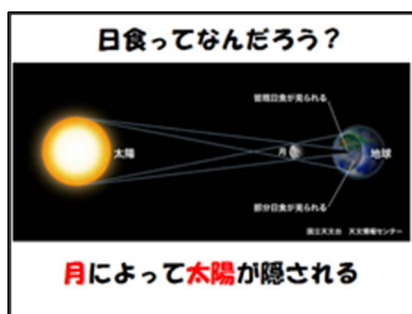 日食ってなんだろう？
皆既日食が見られる
太陽
月
地球
部分日食が見られる
国立天文台 天文情報センター
月によって太陽が隠される